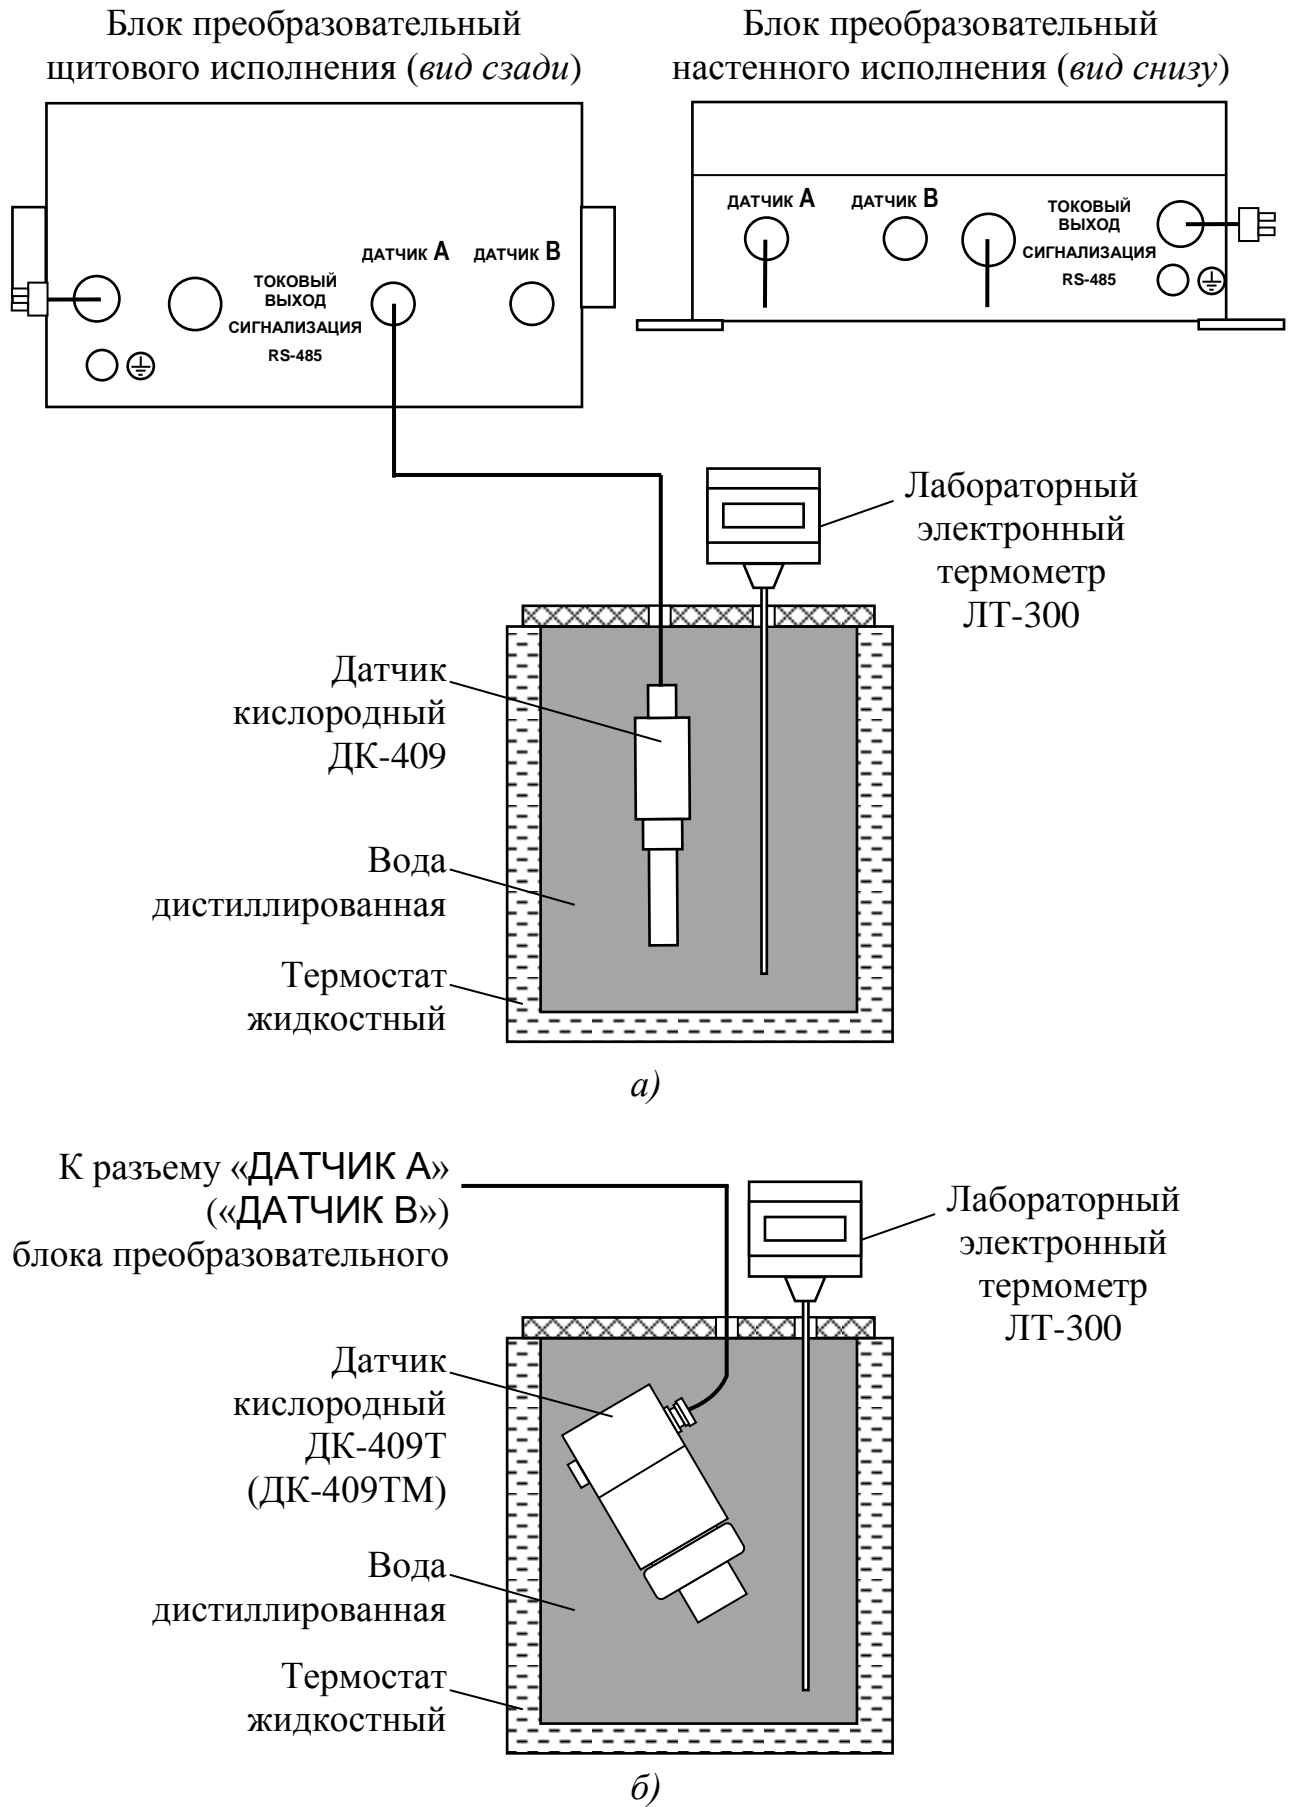 Блок преобразовательный
щитового исполнения (вид сзади)
Блок преобразовательный
настенного исполнения (вид снизу)
ДАТЧИК А
ДАТЧИК В
ТОКОВЫЙ
ВЫХОД
СИГНАЛИЗАЦИЯ
RS-485
ДАТЧИК А
ДАТЧИК В
ТОКОВЫЙ
ВЫХОД
СИГНАЛИЗАЦИЯ
RS-485
Лабораторный
электронный
термометр
ЛТ-300
Датчик
кислородный
ДК-409
Вода
дистиллированная
Термостат
жидкостный
а)
К разъему «ДАТЧИК А»
(«ДАТЧИК В»)
блока преобразовательного
Лабораторный
электронный
термометр
ЛТ-300
Датчик
кислородный
ДК-409Т
(ДК-409ТМ)
Вода
дистиллированная
Термостат
жидкостный
б)